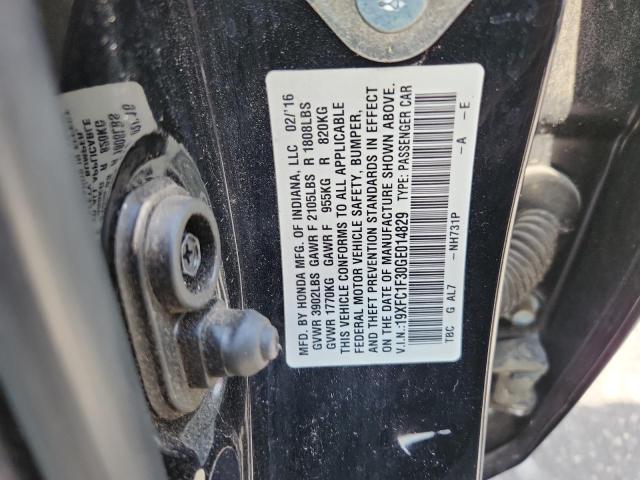 MFD. BY HONDA MFG. OF INDIANA, LLC 02/'16
GVWR 3902LBS GAWR F 2105LBS R 1808LBS
GVWR 1770KG GAWR F 955KG R 820KG
THIS VEHICLE CONFORMS TO ALL APPLICABLE
FEDERAL MOTOR VEHICLE SAFETY, BUMPER,
AND THEFT PREVENTION STANDARDS IN EFFECT
ON THE DATE OF MANUFACTURE SHOWN ABOVE.
V.I.N.:19XFC1F30GE014829 TYPE: PASSENGER CAR
TBC G AL7 -NH731P -A -E